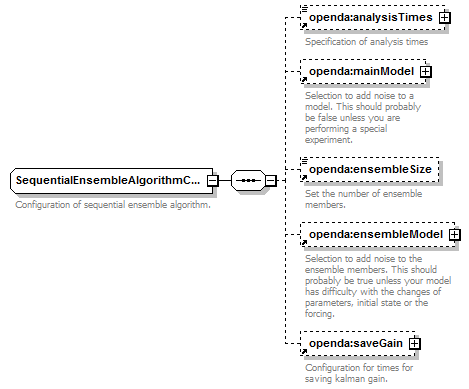 openda:analysisTimes
Specification of analysis times
openda:mainModel
Selection to add noise to a
model. This should probably
be false unless you are
performing a special
experiment.
SequentialEnsembleAlgorithmC...
Configuration of sequential ensemble algorithm.
openda:ensembleSize
Set the number of ensemble
members.
openda:ensembleModel
Selection to add noise to the
ensemble members. This should
probably be true unless your model
has difficulty with the changes of
parameters, initial state or the
forcing.
openda:saveGain
Configuration for times for
saving kalman gain.